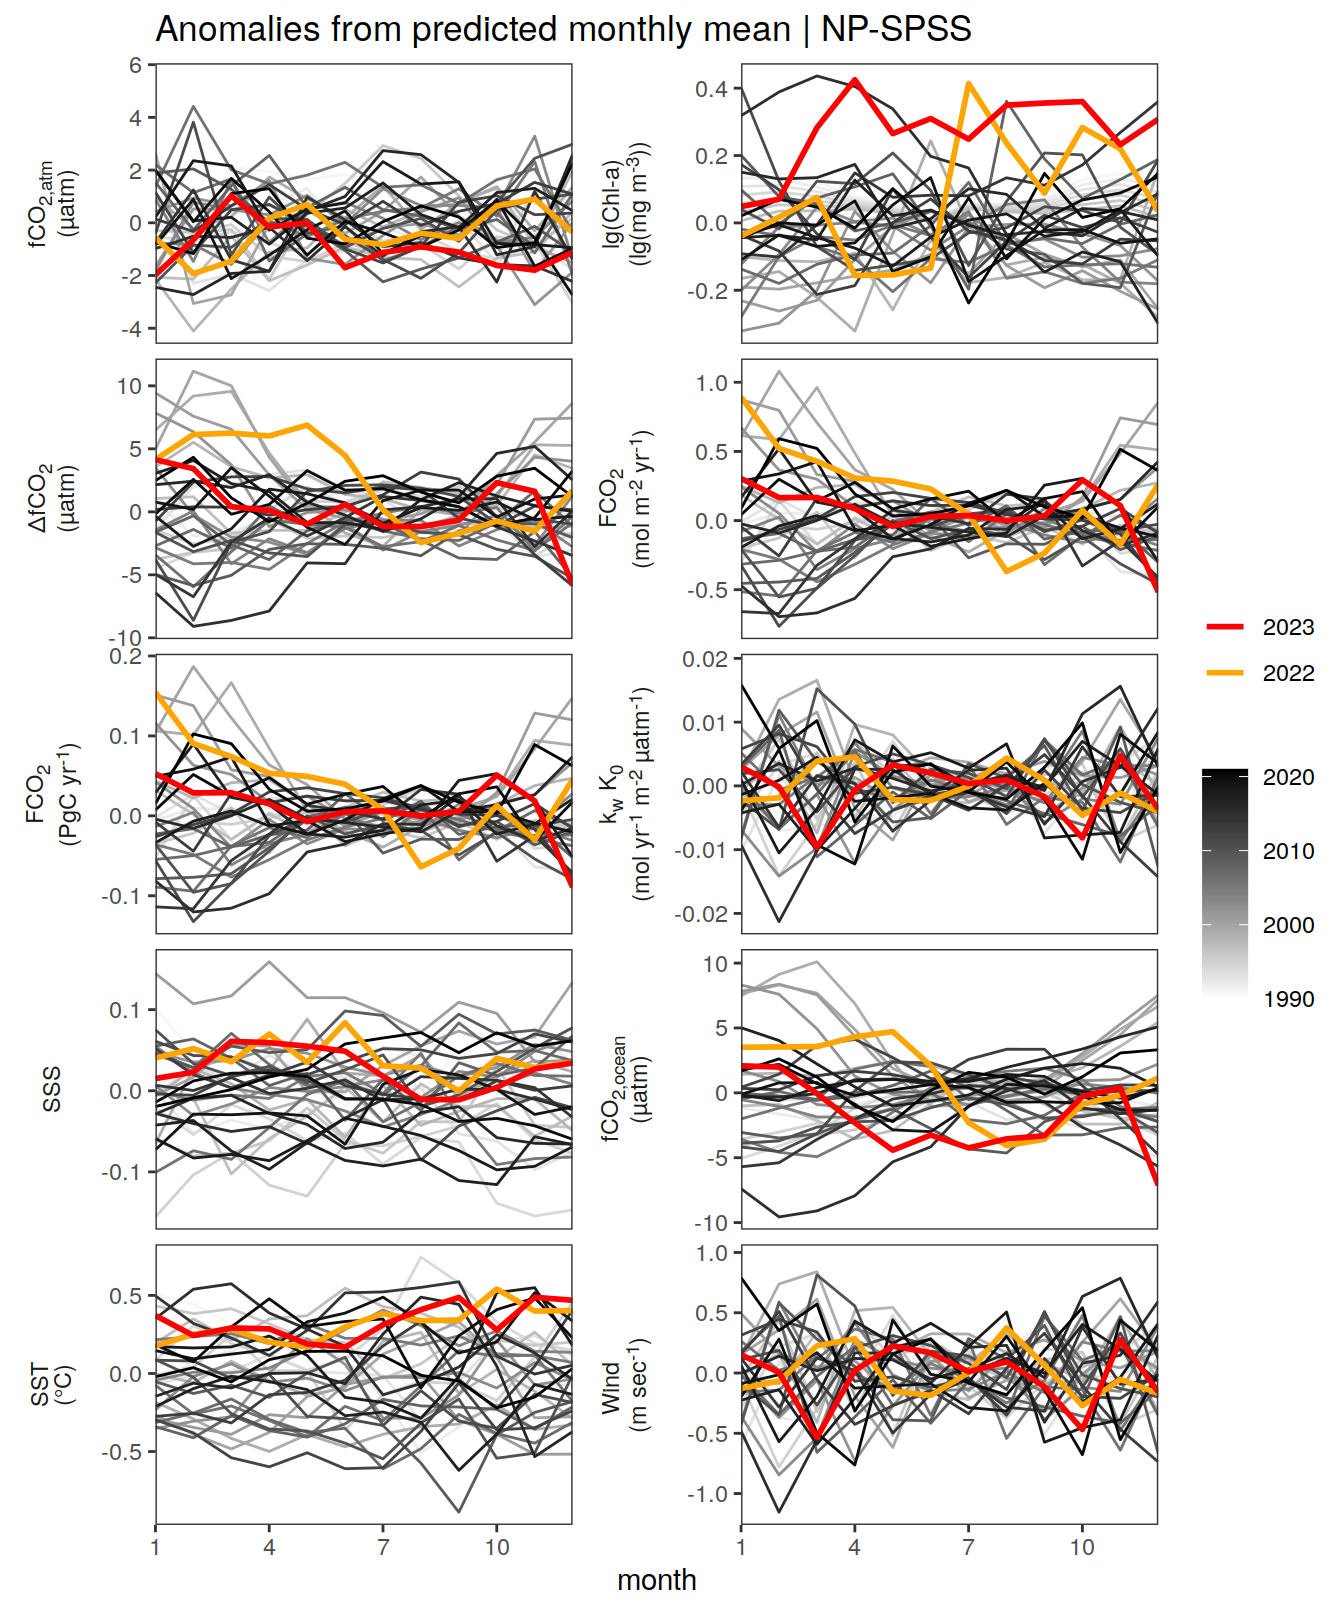 Anomalies from predicted monthly mean | NP-SPSS
fCO2,atm
(µatm)
6
4
2
0
-2
-4
lg(Chl-a)
(lg(mg m-3))
0.4
0.2
0.0
-0.2
ΔfCO2
(µatm)
10
5
0
-5
-10
FCO2
(mol m-2 yr-1)
1.0
0.5
0.0
-0.5
FCO2
(PgC yr-1)
0.2
0.1
0.0
-0.1
kw K0
(mol yr-1 m-2 µatm-1)
0.02
0.01
0.00
-0.01
-0.02
SSS
0.1
0.0
-0.1
fCO2,ocean
(µatm)
10
5
0
-5
-10
SST
(°C)
0.5
0.0
-0.5
1
4
7
10
Wind
(m sec-1)
1.0
0.5
0.0
-0.5
-1.0
1
4
7
10
month
2023
2022
2020
2010
2000
1990